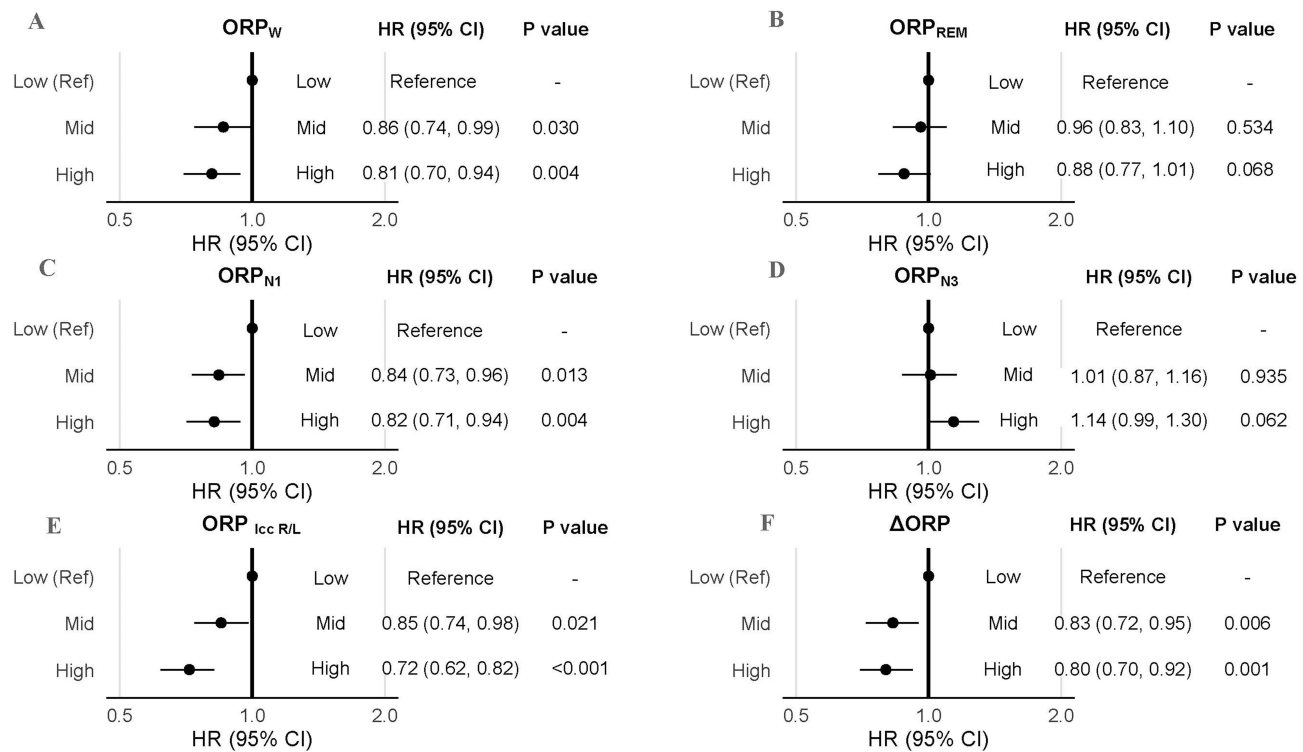 A
ORP_W HR (95% CI) P value
Low (Ref) Low Reference -
Mid Mid 0.86 (0.74, 0.99) 0.030
High High 0.81 (0.70, 0.94) 0.004
0.5 1.0 2.0
HR (95% CI)
B
ORP_REM HR (95% CI) P value
Low (Ref) Low Reference -
Mid Mid 0.96 (0.83, 1.10) 0.534
High High 0.88 (0.77, 1.01) 0.068
0.5 1.0 2.0
HR (95% CI)
C
ORP_N1 HR (95% CI) P value
Low (Ref) Low Reference -
Mid Mid 0.84 (0.73, 0.96) 0.013
High High 0.82 (0.71, 0.94) 0.004
0.5 1.0 2.0
HR (95% CI)
D
ORP_N3 HR (95% CI) P value
Low (Ref) Low Reference -
Mid Mid 1.01 (0.87, 1.16) 0.935
High High 1.14 (0.99, 1.30) 0.062
0.5 1.0 2.0
HR (95% CI)
E
ORP Icc R/L HR (95% CI) P value
Low (Ref) Low Reference -
Mid Mid 0.85 (0.74, 0.98) 0.021
High High 0.72 (0.62, 0.82) <0.001
0.5 1.0 2.0
HR (95% CI)
F
ΔORP HR (95% CI) P value
Low (Ref) Low Reference -
Mid Mid 0.83 (0.72, 0.95) 0.006
High High 0.80 (0.70, 0.92) 0.001
0.5 1.0 2.0
HR (95% CI)